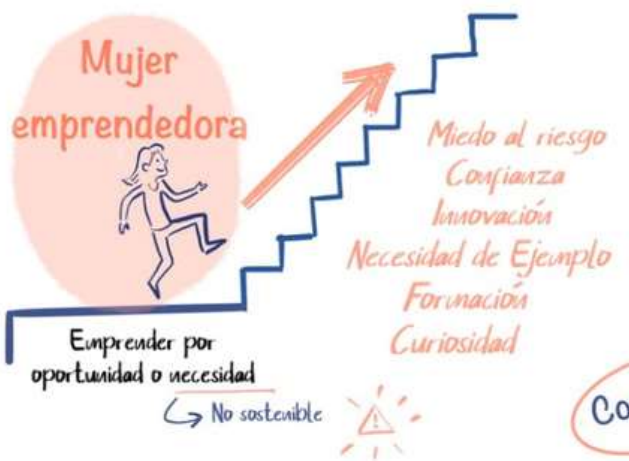 Mujer
emprendedora
Miedo al riesgo
Confianza
Innovación
Necesidad de Ejemplo
Formación
Curiosidad
Emprender por
oportunidad o necesidad
No sostenible